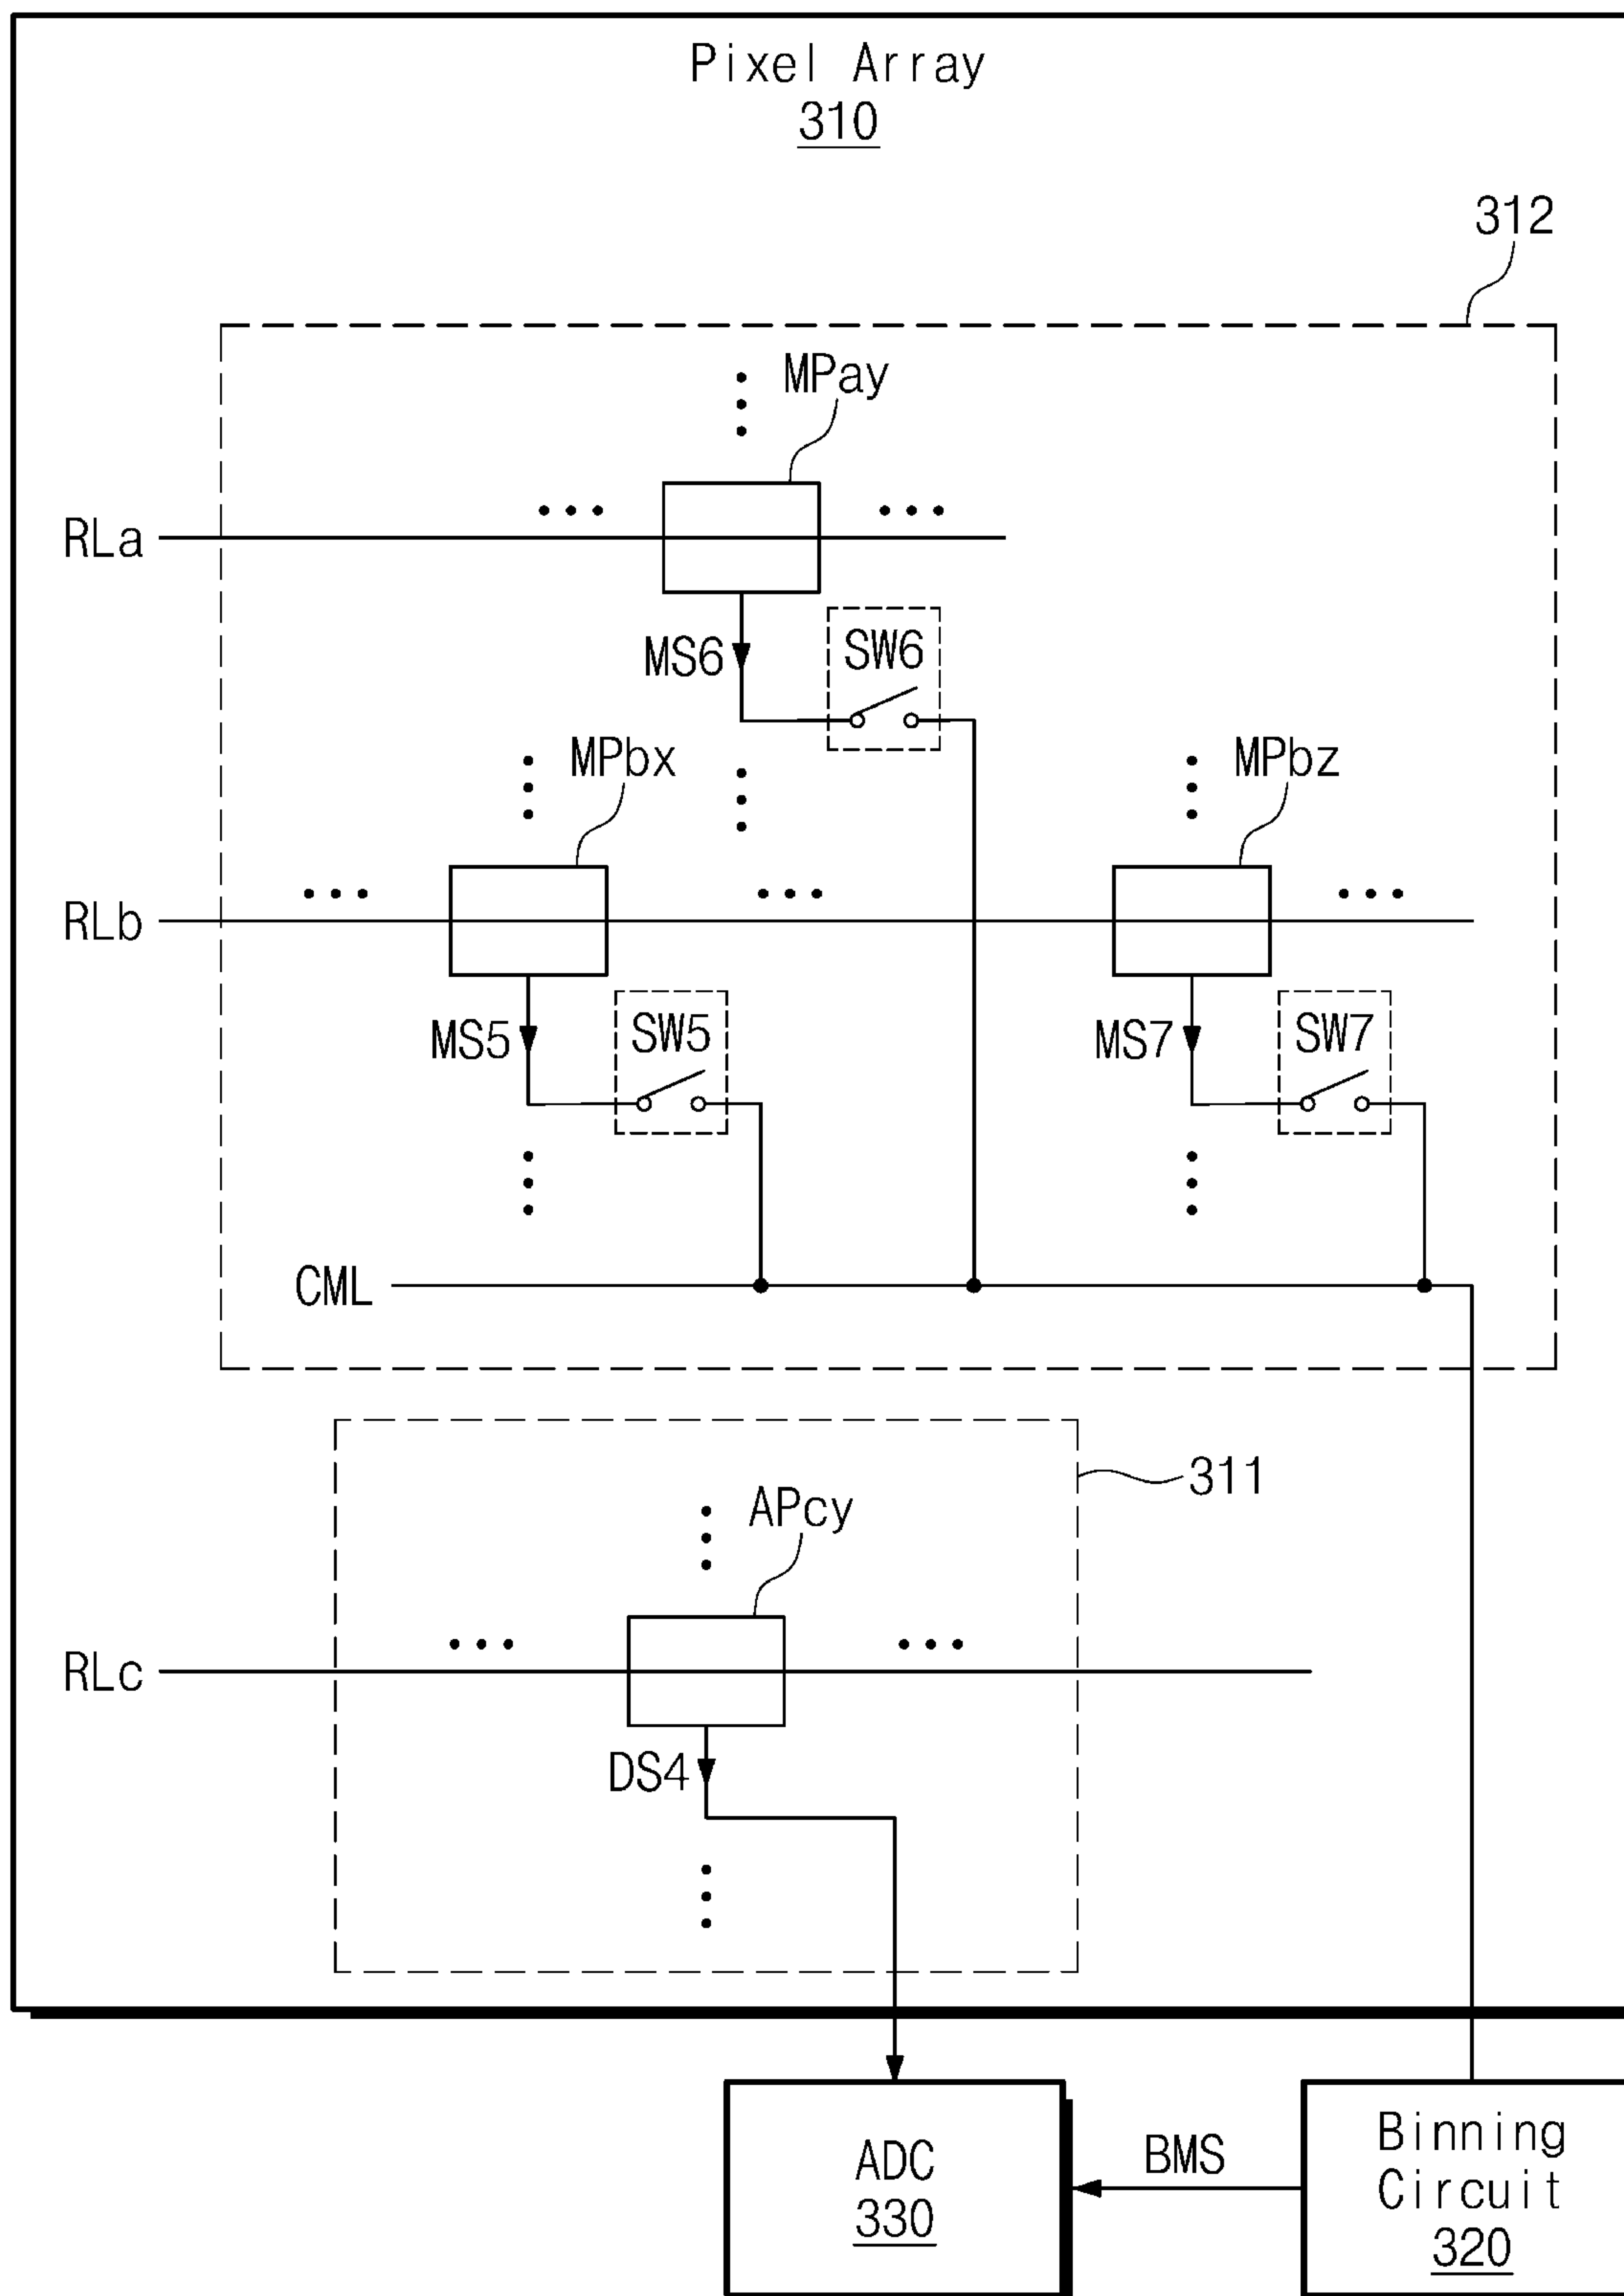 Pixel Array
310
312
MPay
RLa
MS6
SW6
MPbx
MPbz
RLb
MS5
SW5
MS7
SW7
CML
311
APcy
RLc
DS4
ADC
330
BMS
Binning
Circuit
320